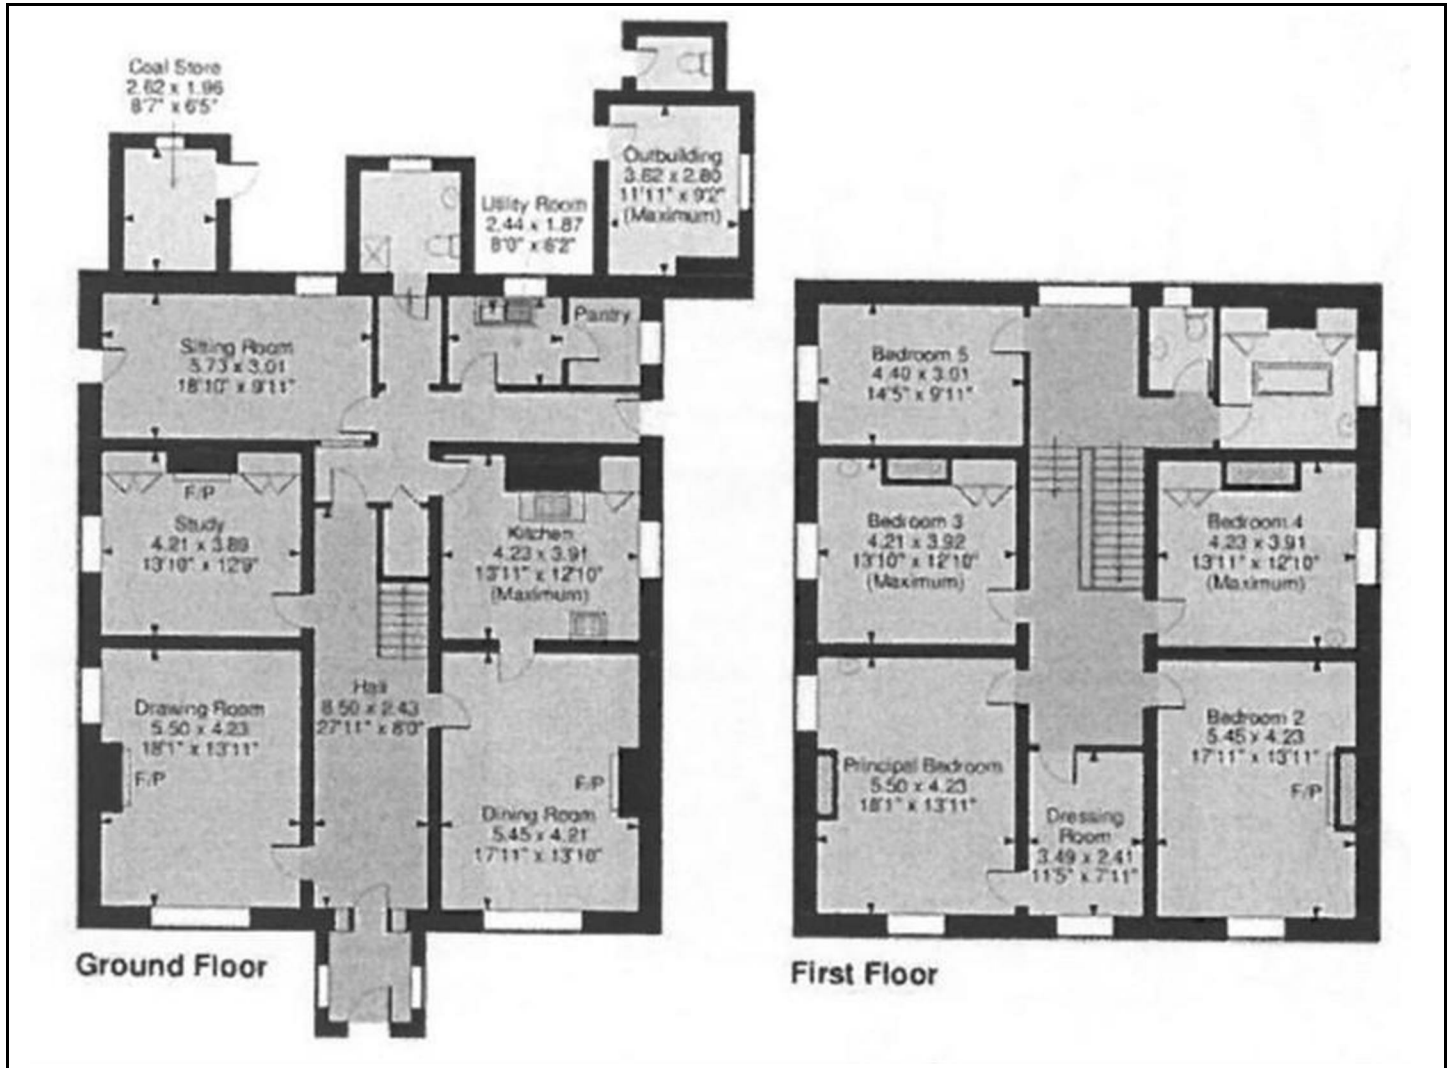 Coal Store
2.62 x 1.96
8'7" x 6'5"
Utility Room
2.44 x 1.87
8'0" x 6'2"
Outbuilding
3.62 x 2.80
11'11" x 9'2"
(Maximum)
Pantry
Sitting Room
5.73 x 3.01
18'10" x 9'11"
F/P
Study
4.21 x 3.89
13'10" x 12'9"
Kitchen
4.23 x 3.91
13'11" x 12'10"
(Maximum)
Hall
8.50 x 2.43
27'11" x 8'0"
Drawing Room
5.50 x 4.23
18'1" x 13'11"
F/P
F/P
Dining Room
5.45 x 4.21
17'11" x 13'10"
Ground Floor
Bedroom 5
4.40 x 3.01
14'5" x 9'11"
Bedroom 3
4.21 x 3.92
13'10" x 12'10"
(Maximum)
Bedroom 4
4.23 x 3.91
13'11" x 12'10"
(Maximum)
Principal Bedroom
5.50 x 4.23
18'1" x 13'11"
Bedroom 2
5.45 x 4.23
17'11" x 13'11"
F/P
Dressing
Room
3.49 x 2.41
11'5" x 7'11"
First Floor